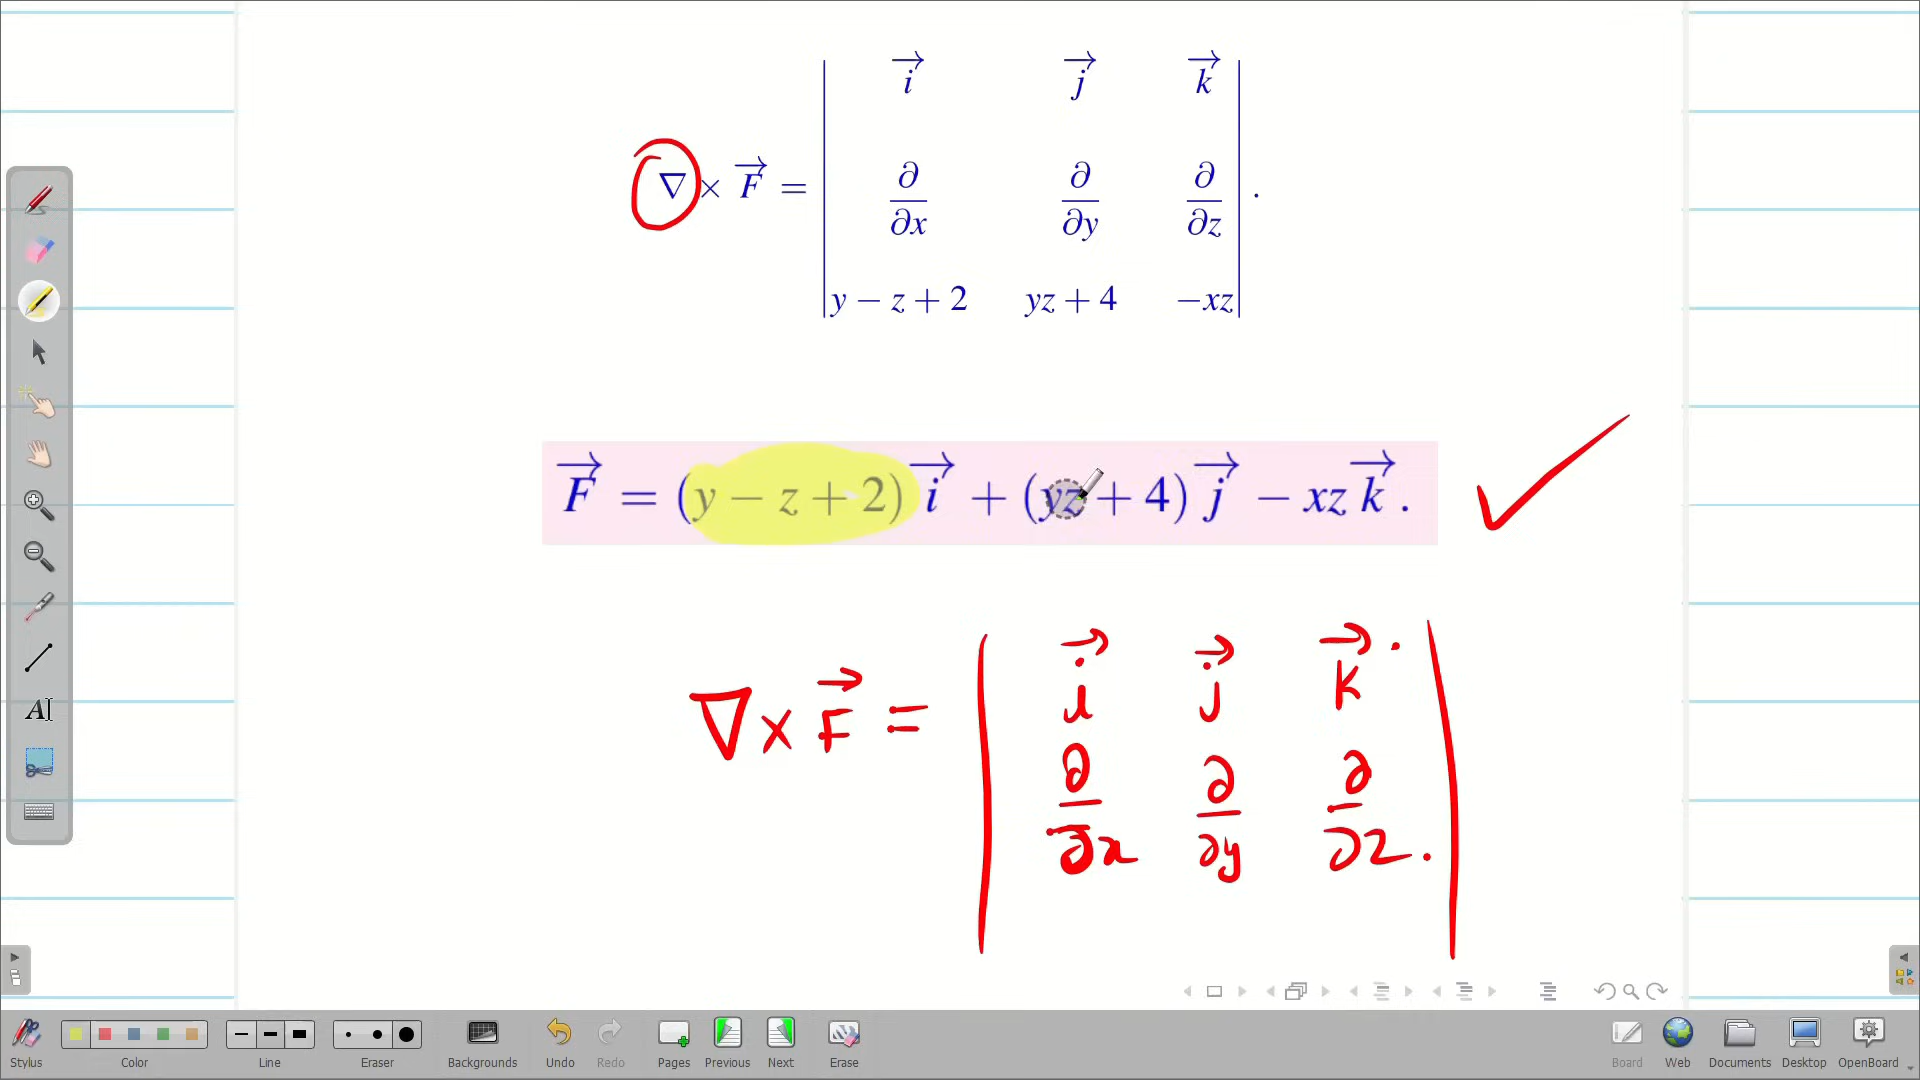 i⃗ j⃗ k⃗
∇ × F⃗ = ∂/∂x ∂/∂y ∂/∂z .
y − z + 2 yz + 4 −xz
F⃗ = (y − z + 2) i⃗ + (yz + 4) j⃗ − xz k⃗ .
i⃗ j⃗ k⃗
∇ × F⃗ =
∂/∂x ∂/∂y ∂/∂z
A
Stylus Color Line Eraser Backgrounds Undo Redo Pages Previous Next Erase Board Web Documents Desktop OpenBoard